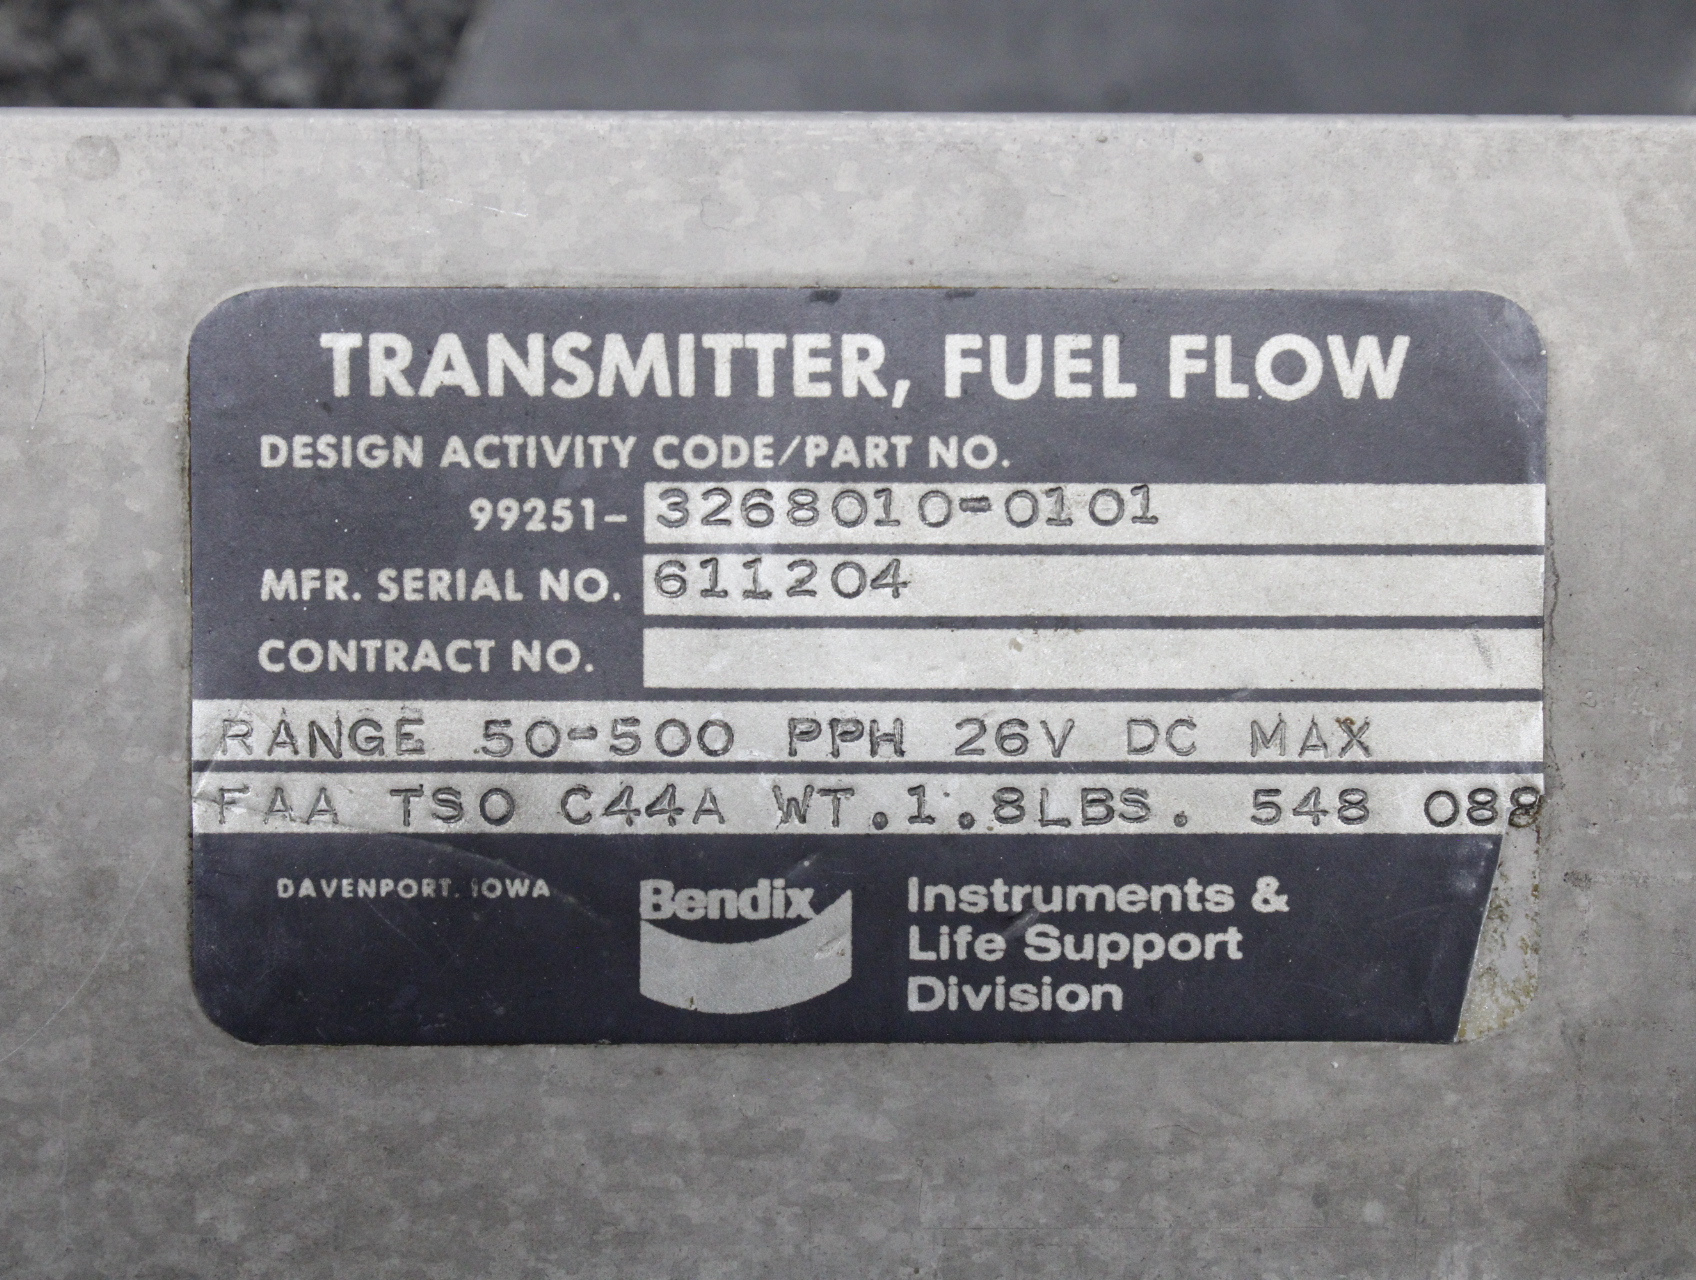 TRANSMITTER, FUEL FLOW
DESIGN ACTIVITY CODE/PART NO.
99251- 3268010-0101
MFR. SERIAL NO. 611204
CONTRACT NO.
RANGE 50-500 PPH 26V DC MAX
FAA TSO C44A WT.1.8LBS. 548 088
DAVENPORT, IOWA
Bendix
Instruments &
Life Support
Division